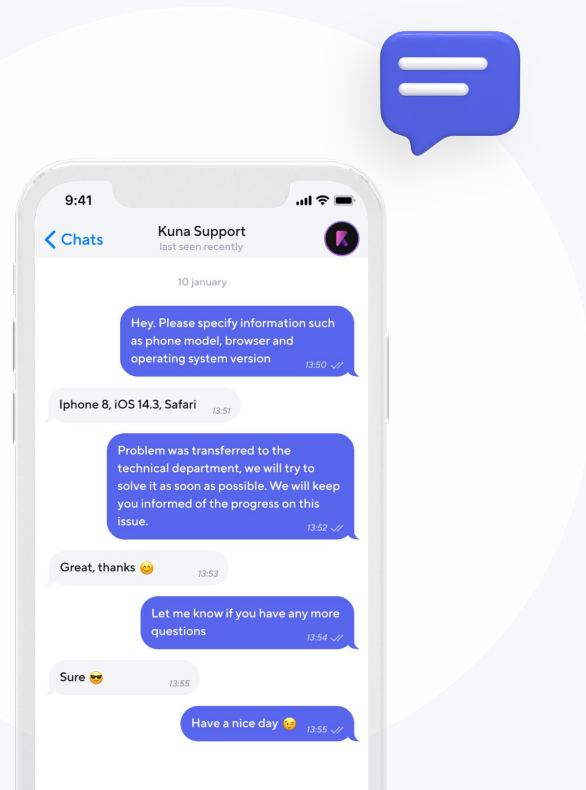 9:41
Chats
Kuna Support
last seen recently
10 january
Hey. Please specify information such
as phone model, browser and
operating system version
13:50
Iphone 8, iOS 14.3, Safari
13:51
Problem was transferred to the
technical department, we will try to
solve it as soon as possible. We will keep
you informed of the progress on this
issue.
13:52
Great, thanks 😊
13:53
Let me know if you have any more
questions
13:54
Sure 😎
13:55
Have a nice day 😉
13:55